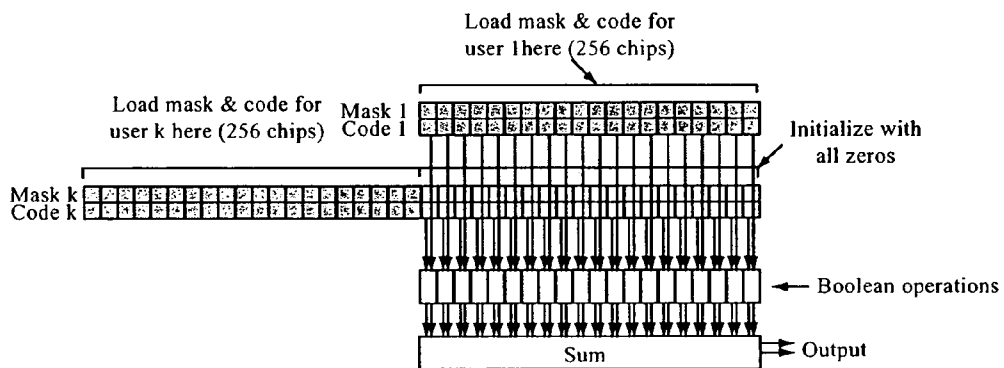 Load mask & code for
user 1here (256 chips)
Load mask & code for
user k here (256 chips)
Mask 1
Code 1
Initialize with
all zeros
Mask k
Code k
Boolean operations
Sum
Output